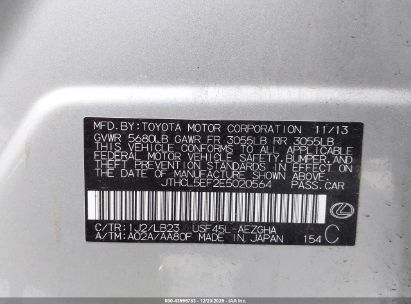 MFD. BY: TOYOTA MOTOR CORPORATION 11/13
GVWR 5680LB GAWR FR 3055LB RR 3055LB
THIS VEHICLE CONFORMS TO ALL APPLICABLE
FEDERAL MOTOR VEHICLE SAFETY, BUMPER, AND
THEFT PREVENTION STANDARDS IN EFFECT ON
THE DATE OF MANUFACTURE SHOWN ABOVE.
JTHCL5EF2E5020564 PASS.CAR
C/TR: 1J2/LB23 USF45L-AEZGHA
A/TM: A02A/AA80F MADE IN JAPAN 154 C